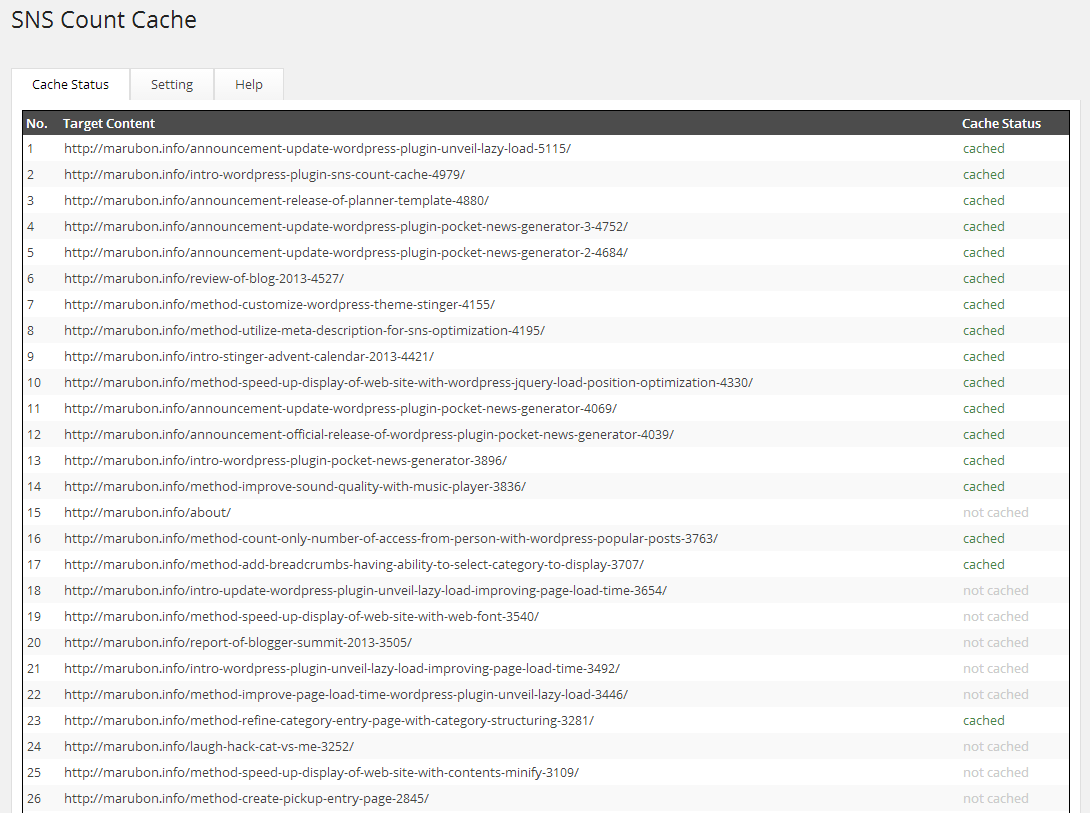 SNS Count Cache
Cache Status Setting Help
No. Target Content Cache Status
1 http://marubon.info/announcement-update-wordpress-plugin-unveil-lazy-load-5115/ cached
2 http://marubon.info/intro-wordpress-plugin-sns-count-cache-4979/ cached
3 http://marubon.info/announcement-release-of-planner-template-4880/ cached
4 http://marubon.info/announcement-update-wordpress-plugin-pocket-news-generator-3-4752/ cached
5 http://marubon.info/announcement-update-wordpress-plugin-pocket-news-generator-2-4684/ cached
6 http://marubon.info/review-of-blog-2013-4527/ cached
7 http://marubon.info/method-customize-wordpress-theme-stinger-4155/ cached
8 http://marubon.info/method-utilize-meta-description-for-sns-optimization-4195/ cached
9 http://marubon.info/intro-stinger-advent-calendar-2013-4421/ cached
10 http://marubon.info/method-speed-up-display-of-web-site-with-wordpress-jquery-load-position-optimization-4330/ cached
11 http://marubon.info/announcement-update-wordpress-plugin-pocket-news-generator-4069/ cached
12 http://marubon.info/announcement-official-release-of-wordpress-plugin-pocket-news-generator-4039/ cached
13 http://marubon.info/intro-wordpress-plugin-pocket-news-generator-3896/ cached
14 http://marubon.info/method-improve-sound-quality-with-music-player-3836/ cached
15 http://marubon.info/about/ not cached
16 http://marubon.info/method-count-only-number-of-access-from-person-with-wordpress-popular-posts-3763/ cached
17 http://marubon.info/method-add-breadcrumbs-having-ability-to-select-category-to-display-3707/ cached
18 http://marubon.info/intro-update-wordpress-plugin-unveil-lazy-load-improving-page-load-time-3654/ not cached
19 http://marubon.info/method-speed-up-display-of-web-site-with-web-font-3540/ not cached
20 http://marubon.info/report-of-blogger-summit-2013-3505/ not cached
21 http://marubon.info/intro-wordpress-plugin-unveil-lazy-load-improving-page-load-time-3492/ not cached
22 http://marubon.info/method-improve-page-load-time-wordpress-plugin-unveil-lazy-load-3446/ not cached
23 http://marubon.info/method-refine-category-entry-page-with-category-structuring-3281/ cached
24 http://marubon.info/laugh-hack-cat-vs-me-3252/ not cached
25 http://marubon.info/method-speed-up-display-of-web-site-with-contents-minify-3109/ not cached
26 http://marubon.info/method-create-pickup-entry-page-2845/ not cached